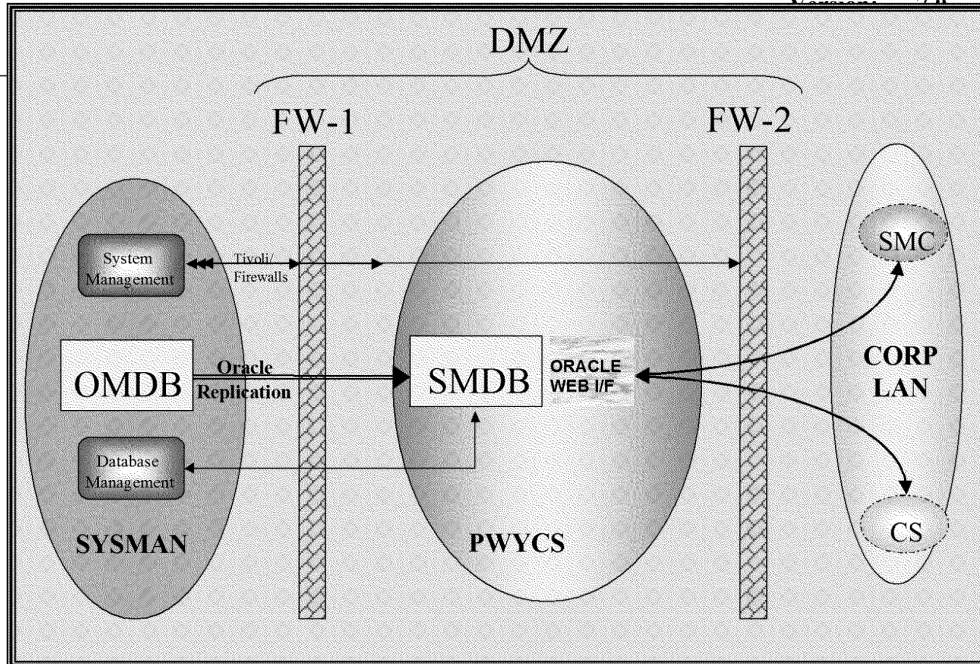 DMZ
FW-1
FW-2
System
Management
Tivoli/
Firewalls
SMC
OMDB
Oracle
Replication
SMDB
ORACLE
WEB I/F
CORP
LAN
Database
Management
SYSMAN
PWYCS
CS